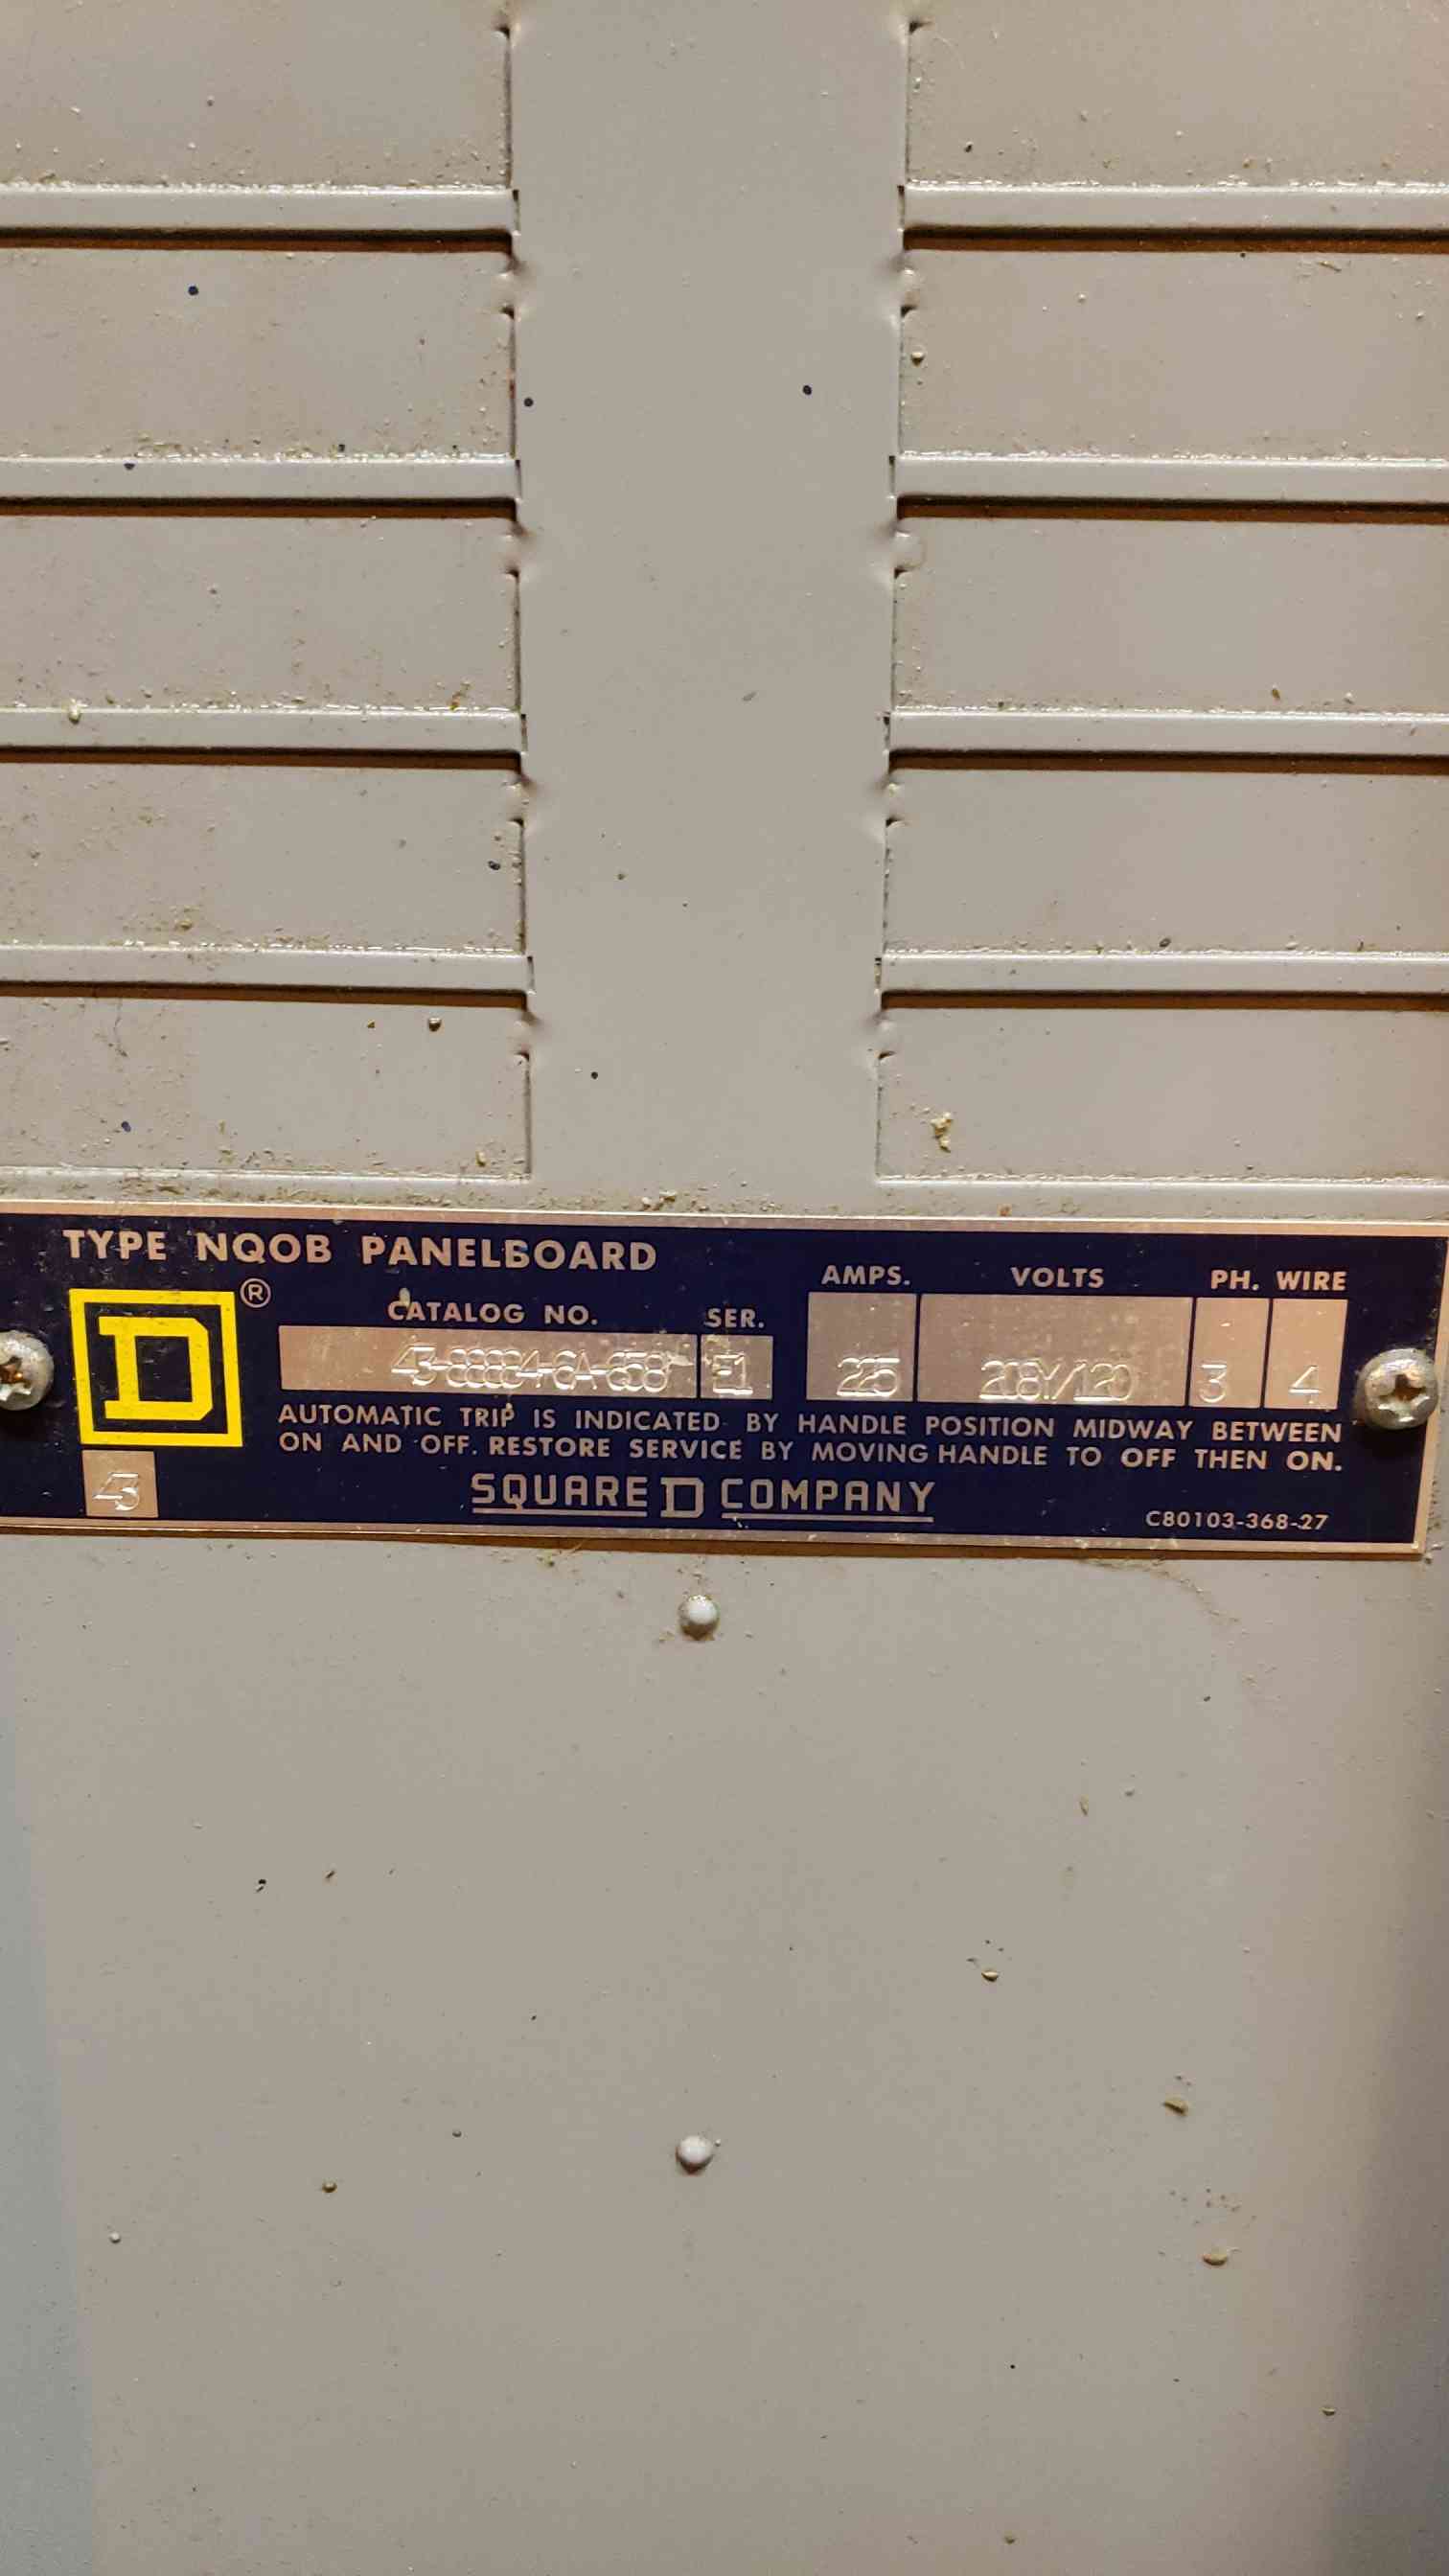 TYPE NQOB PANELBOARD
D ®
CATALOG NO. SER. AMPS. VOLTS PH. WIRE
E1 225 208Y/120 3 4
AUTOMATIC TRIP IS INDICATED BY HANDLE POSITION MIDWAY BETWEEN
ON AND OFF. RESTORE SERVICE BY MOVING HANDLE TO OFF THEN ON.
43
SQUARE D COMPANY
C80103-368-27